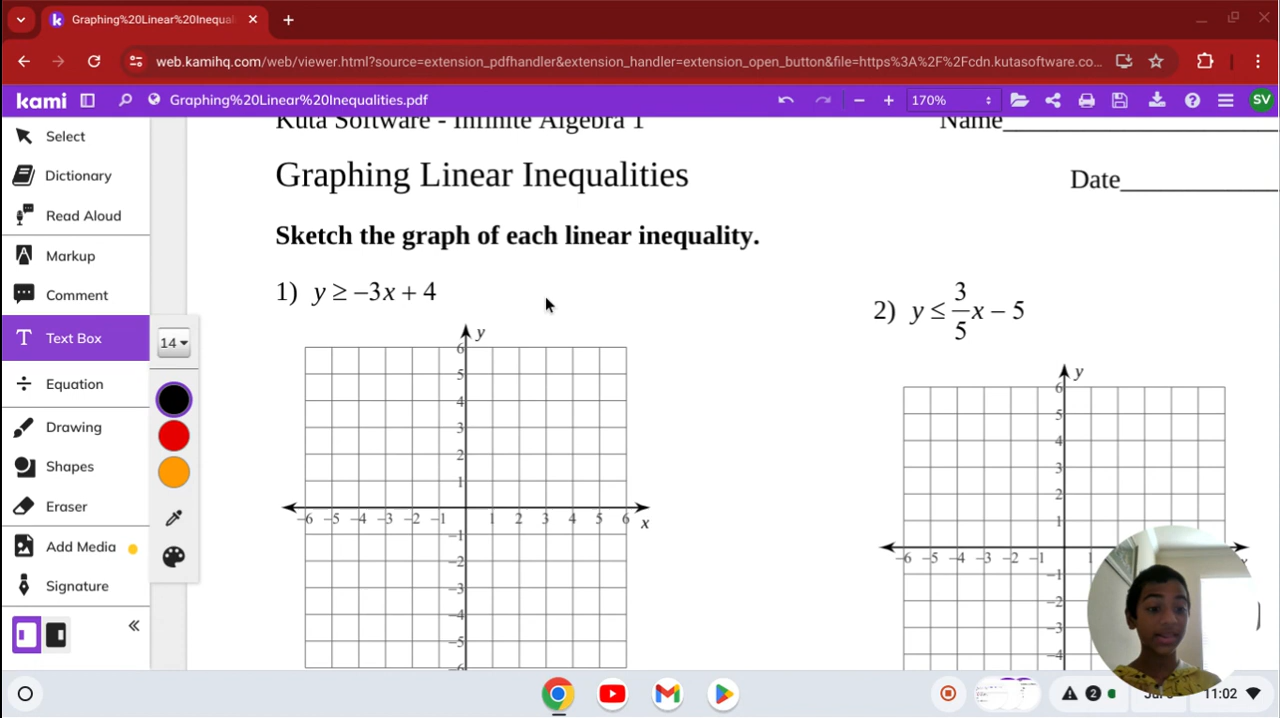 Graphing%20Linear%20Inequal
web.kamihq.com/web/viewer.html?source=extension_pdfhandler&extension_handler=extension_open_button&file=https%3A%2F%2Fcdn.kutasoftware.co...
kami
Graphing%20Linear%20Inequalities.pdf
170%
SV
Select
Dictionary
Read Aloud
Markup
Comment
Text Box
14
Equation
Drawing
Shapes
Eraser
Add Media
Signature
Kuta Software - Infinite Algebra 1
Name
Graphing Linear Inequalities
Date
Sketch the graph of each linear inequality.
1) y ≥ −3x + 4
y
6
5
4
3
2
1
−6 −5 −4 −3 −2 −1 1 2 3 4 5 6 x
−1
−2
−3
−4
−5
−6
2) y ≤ 3/5 x − 5
y
6
5
4
3
2
1
−6 −5 −4 −3 −2 −1 1
−1
−2
−3
−4
2
11:02